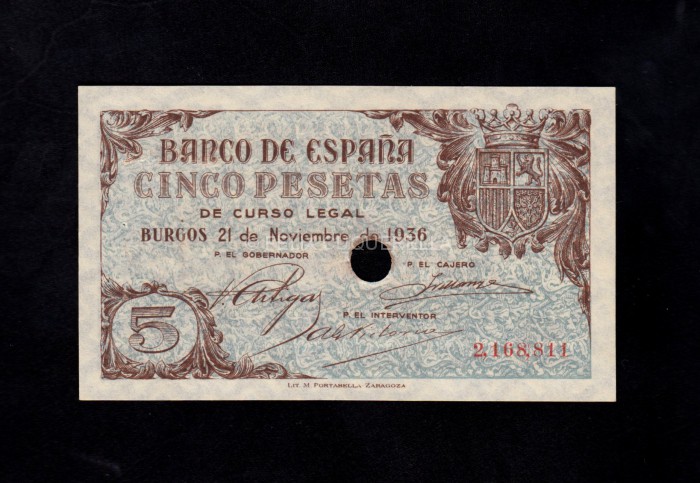 BANCO DE ESPAÑA
CINCO PESETAS
DE CURSO LEGAL
BURGOS 21 de Noviembre de 1936
P. EL GOBERNADOR
P. EL CAJERO
P. EL INTERVENTOR
5
2,168,811
LIT. M. PORTABELLA ZARAGOZA